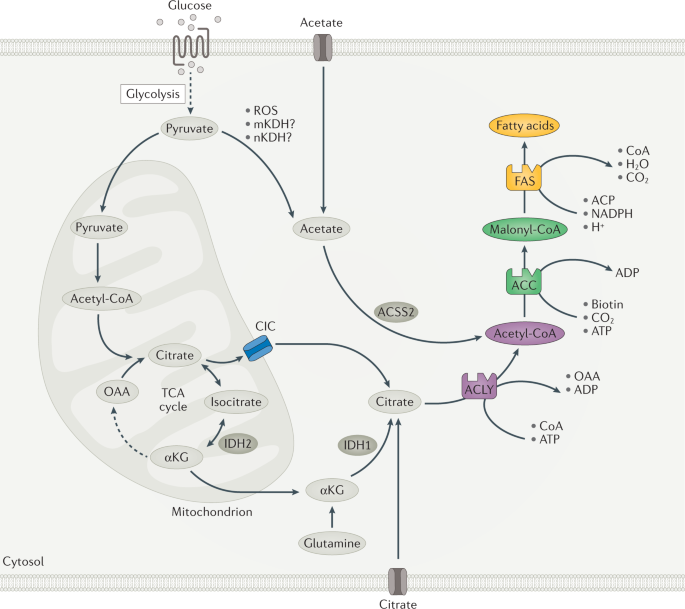 Glucose
Acetate
Glycolysis
Pyruvate
• ROS
• mKDH?
• nKDH?
Fatty acids
• CoA
• H₂O
• CO₂
FAS
• ACP
• NADPH
• H⁺
Pyruvate
Acetate
Malonyl-CoA
ADP
ACC
Acetyl-CoA
• Biotin
• CO₂
• ATP
ACSS2
Acetyl-CoA
CIC
Citrate
• OAA
• ADP
ACLY
OAA
TCA
cycle
Isocitrate
Citrate
• CoA
• ATP
IDH2
IDH1
αKG
αKG
Mitochondrion
Glutamine
Cytosol
Citrate